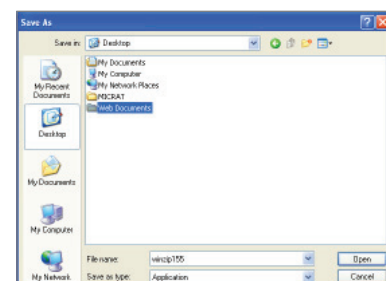 Save As
Save in:
Desktop
My Recent
Documents
Desktop
My Documents
My Computer
My Network
My Documents
My Computer
My Network Places
MICRAT
Web Documents
File name:
winzip155
Open
Save as type:
Application
Cancel